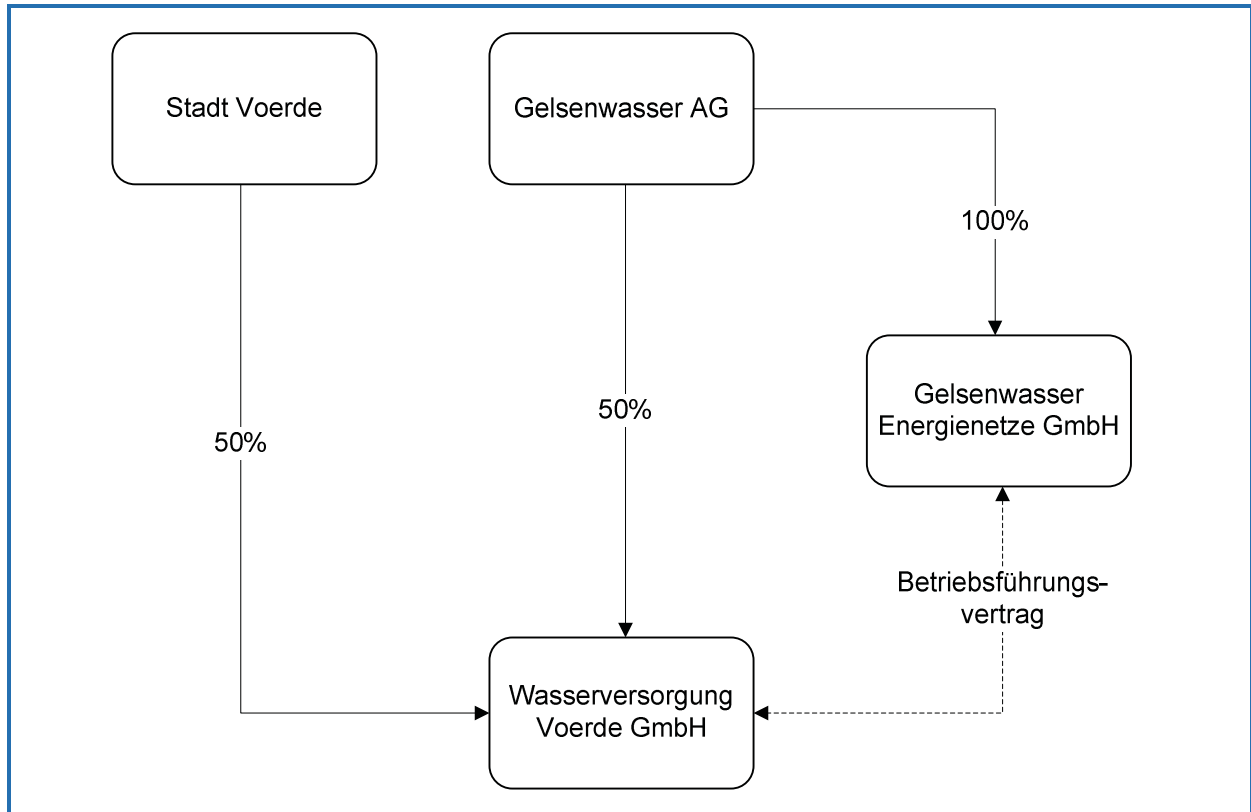 Stadt Voerde
Gelsenwasser AG
100%
Gelsenwasser
Energienetze GmbH
50%
50%
Betriebsführungs-
vertrag
Wasserversorgung
Voerde GmbH